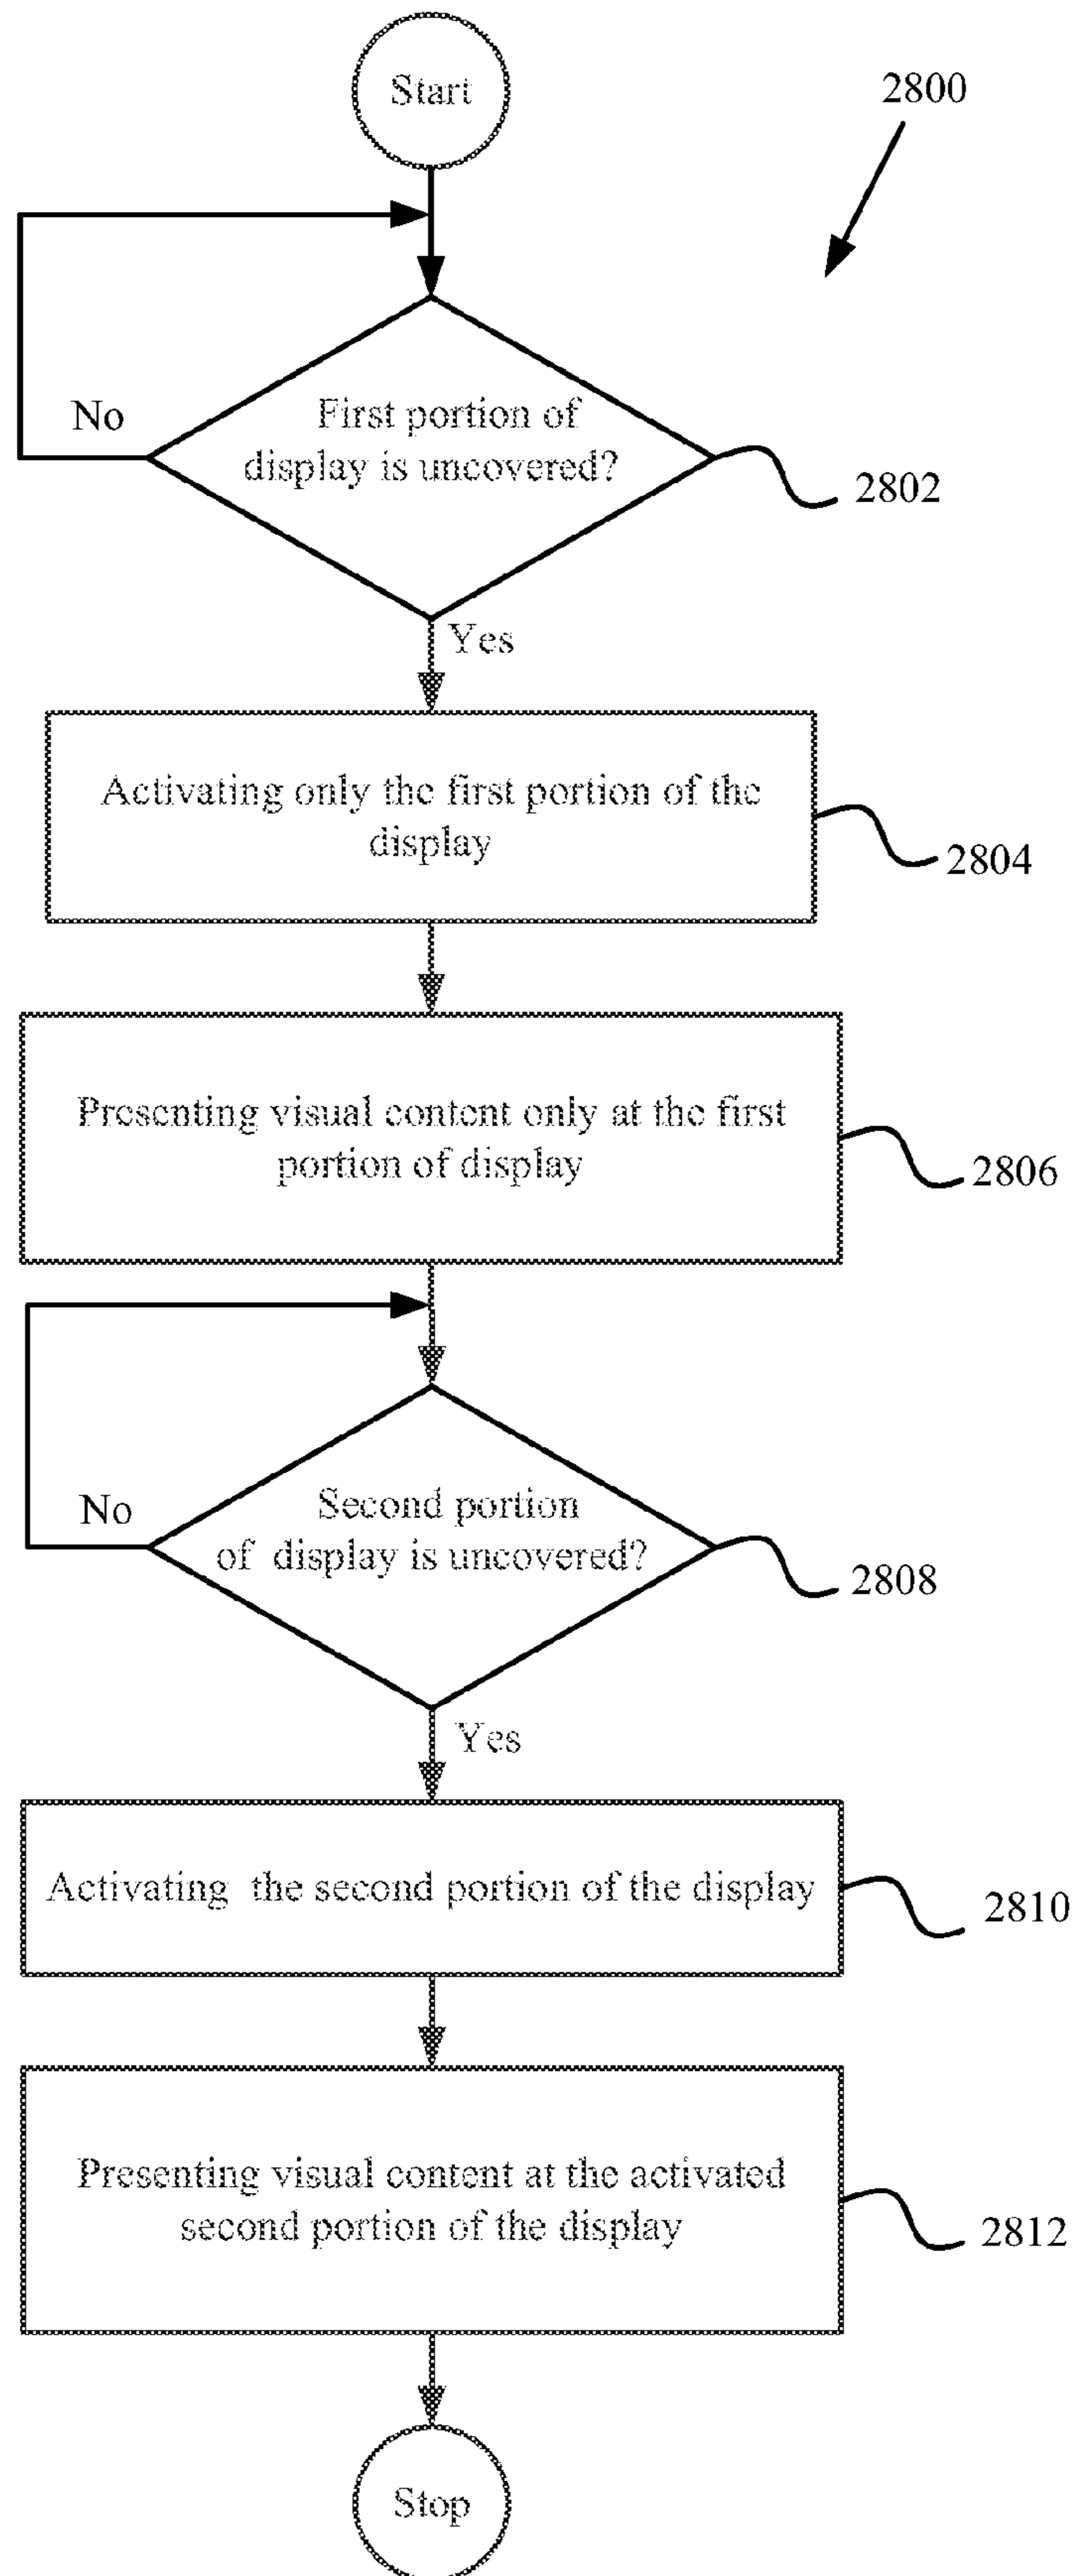 Start
2800
No
First portion of
display is uncovered?
2802
Yes
Activating only the first portion of the
display
2804
Presenting visual content only at the first
portion of display
2806
No
Second portion
of display is uncovered?
2808
Yes
Activating the second portion of the display
2810
Presenting visual content at the activated
second portion of the display
2812
Stop